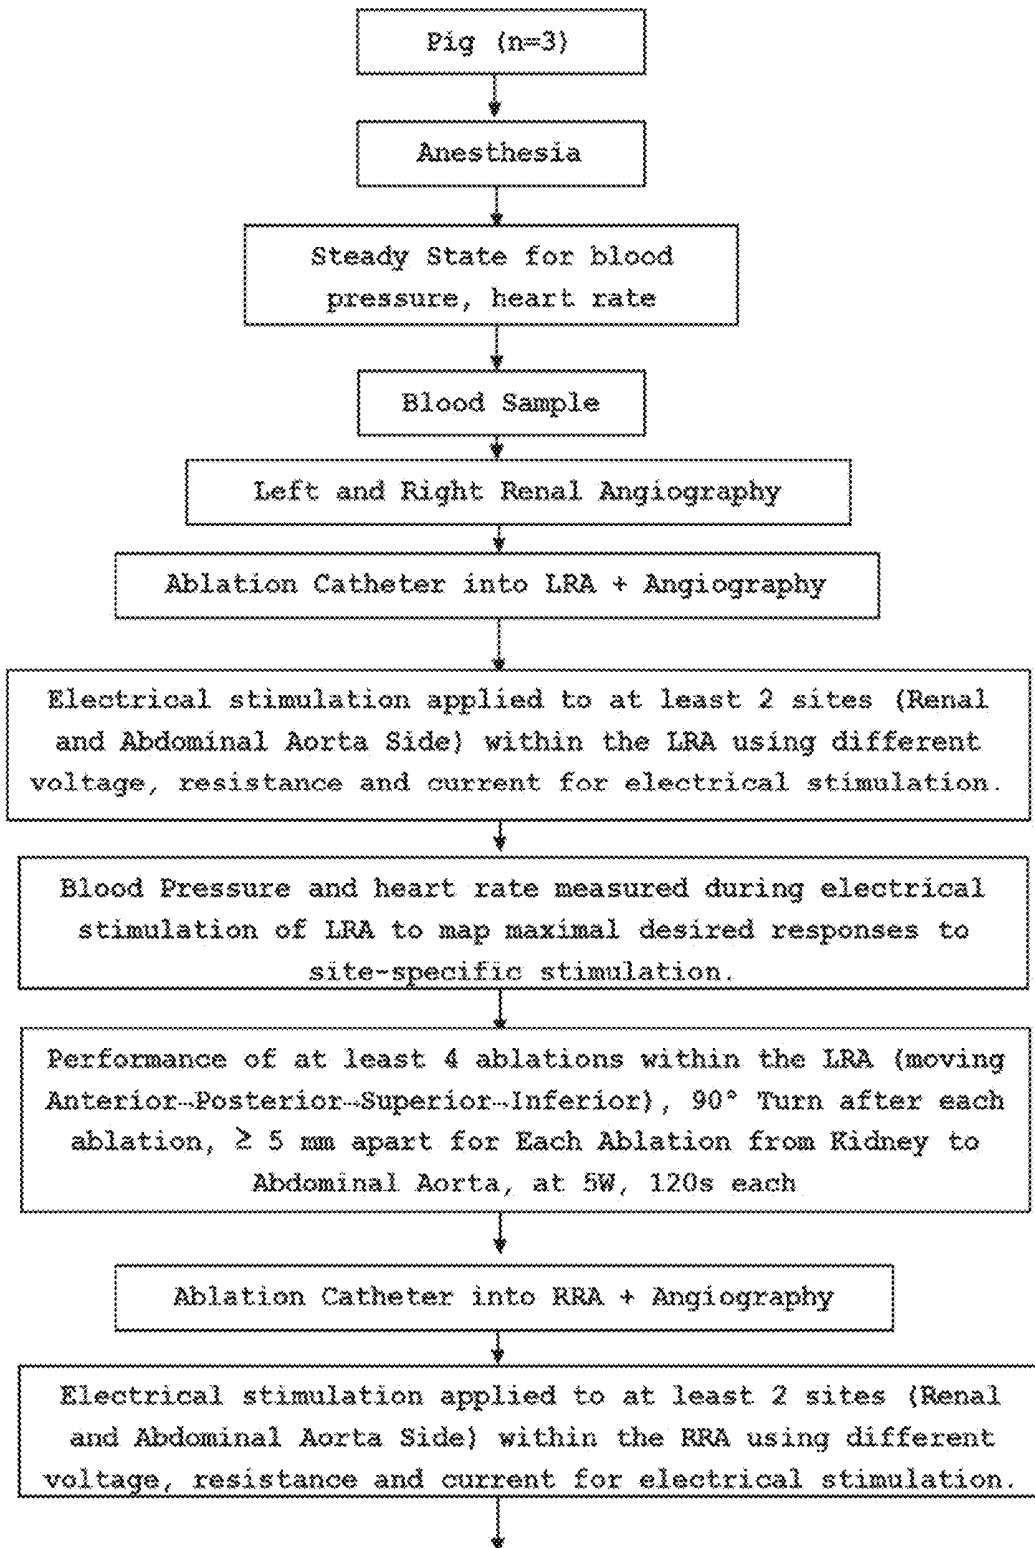 Pig (n=3)
Anesthesia
Steady State for blood
pressure, heart rate
Blood Sample
Left and Right Renal Angiography
Ablation Catheter into LRA + Angiography
Electrical stimulation applied to at least 2 sites (Renal
and Abdominal Aorta Side) within the LRA using different
voltage, resistance and current for electrical stimulation.
Blood Pressure and heart rate measured during electrical
stimulation of LRA to map maximal desired responses to
site-specific stimulation.
Performance of at least 4 ablations within the LRA (moving
Anterior→Posterior→Superior→Inferior), 90° Turn after each
ablation, ≥ 5 mm apart for Each Ablation from Kidney to
Abdominal Aorta, at 5W, 120s each
Ablation Catheter into RRA + Angiography
Electrical stimulation applied to at least 2 sites (Renal
and Abdominal Aorta Side) within the RRA using different
voltage, resistance and current for electrical stimulation.